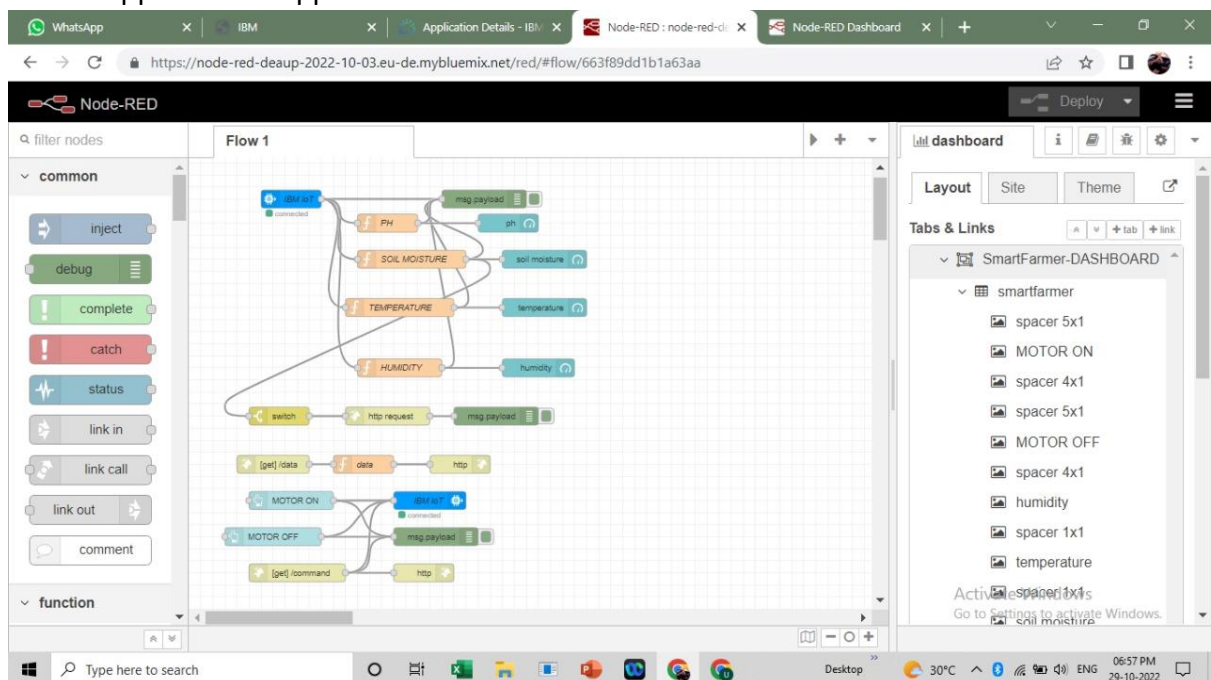 WhatsApp
IBM
Application Details - IBM
Node-RED : node-red-de
Node-RED Dashboard
https://node-red-deaup-2022-10-03.eu-de.mybluemix.net/red/#flow/663f89dd1b1a63aa
Node-RED
Deploy
filter nodes
Flow 1
dashboard
common
inject
debug
complete
catch
status
link in
link call
link out
comment
function
IBM IoT
connected
msg.payload
PH
ph
SOIL MOISTURE
soil moisture
TEMPERATURE
temperature
HUMIDITY
humidity
switch
http request
msg.payload
[get] /data
data
http
MOTOR ON
IBM IoT
connected
MOTOR OFF
msg.payload
[get] /command
http
Layout
Site
Theme
Tabs & Links
+ tab
+ link
SmartFarmer-DASHBOARD
smartfarmer
spacer 5x1
MOTOR ON
spacer 4x1
spacer 5x1
MOTOR OFF
spacer 4x1
humidity
spacer 1x1
temperature
spacer 1x1
soil moisture
Activate Windows
Go to Settings to activate Windows.
Type here to search
Desktop
30°C
ENG
06:57 PM
29-10-2022